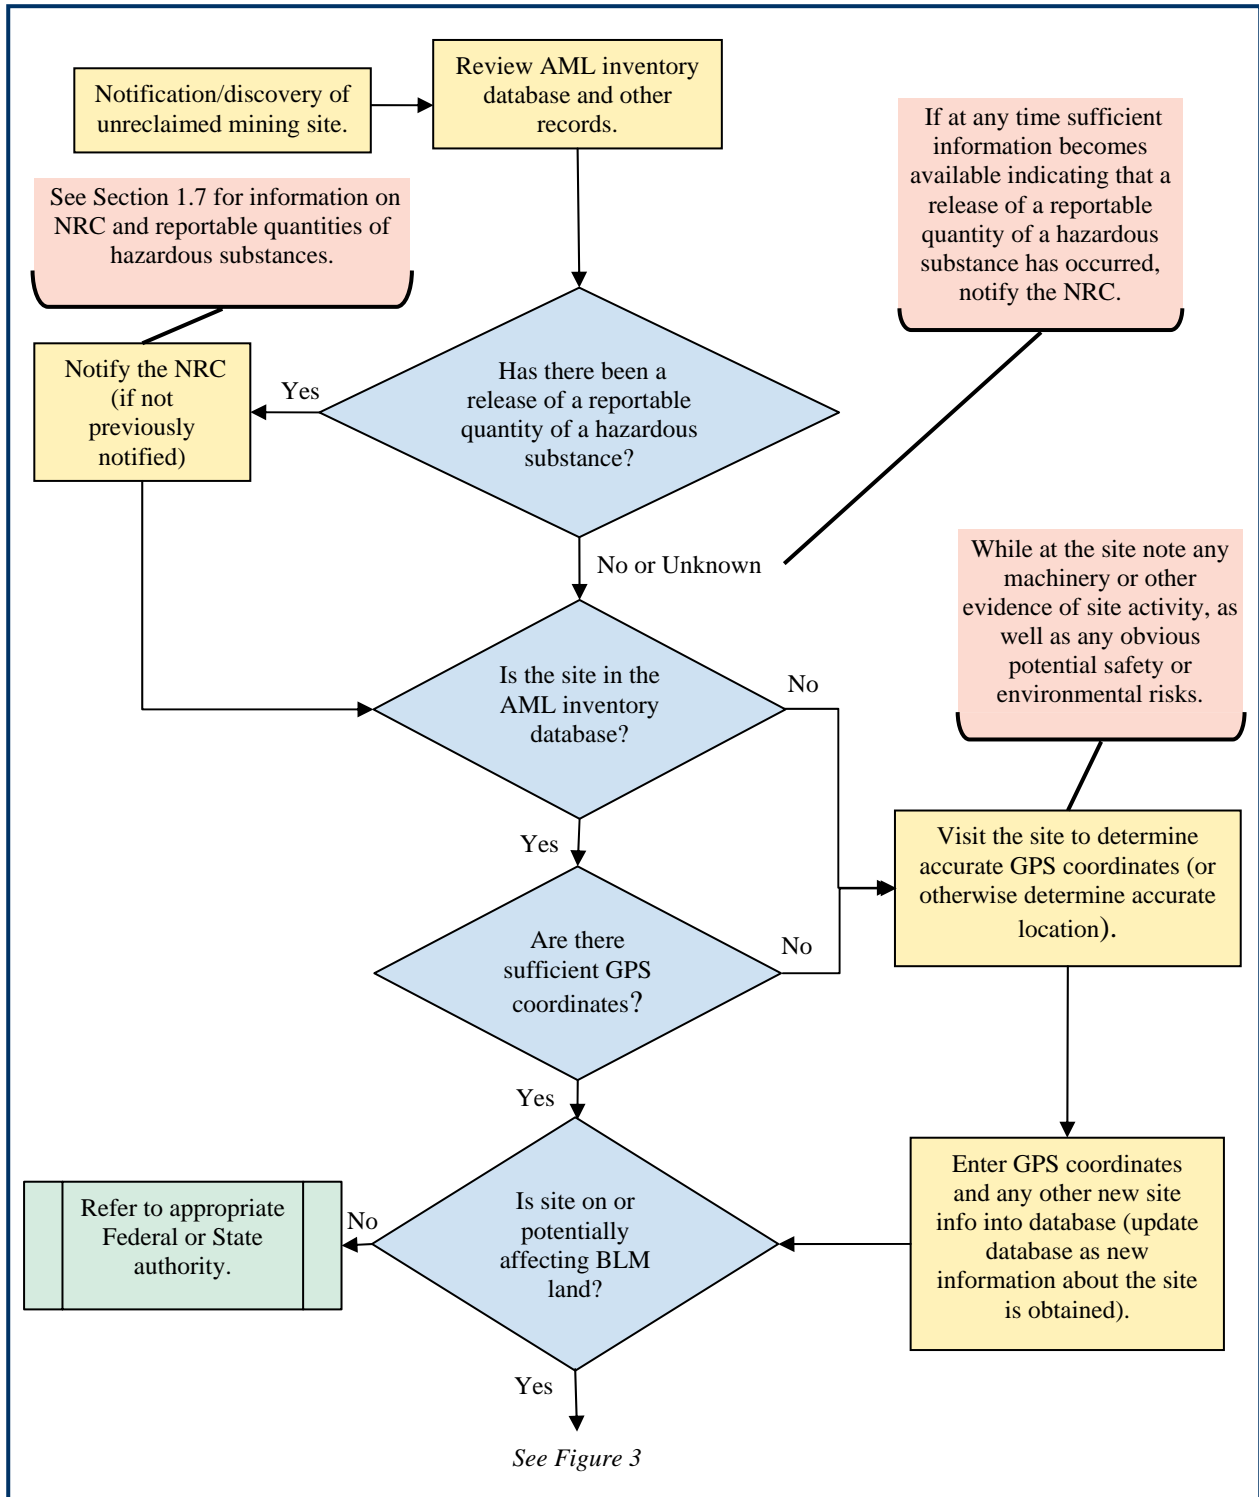 Notification/discovery of
unreclaimed mining site.
Review AML inventory
database and other
records.
If at any time sufficient
information becomes
available indicating that a
release of a reportable
quantity of a hazardous
substance has occurred,
notify the NRC.
See Section 1.7 for information on
NRC and reportable quantities of
hazardous substances.
Notify the NRC
(if not
previously
notified)
Yes
Has there been a
release of a reportable
quantity of a hazardous
substance?
No or Unknown
While at the site note any
machinery or other
evidence of site activity, as
well as any obvious
potential safety or
environmental risks.
Is the site in the
AML inventory
database?
No
Yes
Visit the site to determine
accurate GPS coordinates (or
otherwise determine accurate
location).
Are there
sufficient GPS
coordinates?
No
Yes
Enter GPS coordinates
and any other new site
info into database (update
database as new
information about the site
is obtained).
Is site on or
potentially
affecting BLM
land?
No
Refer to appropriate
Federal or State
authority.
Yes
See Figure 3